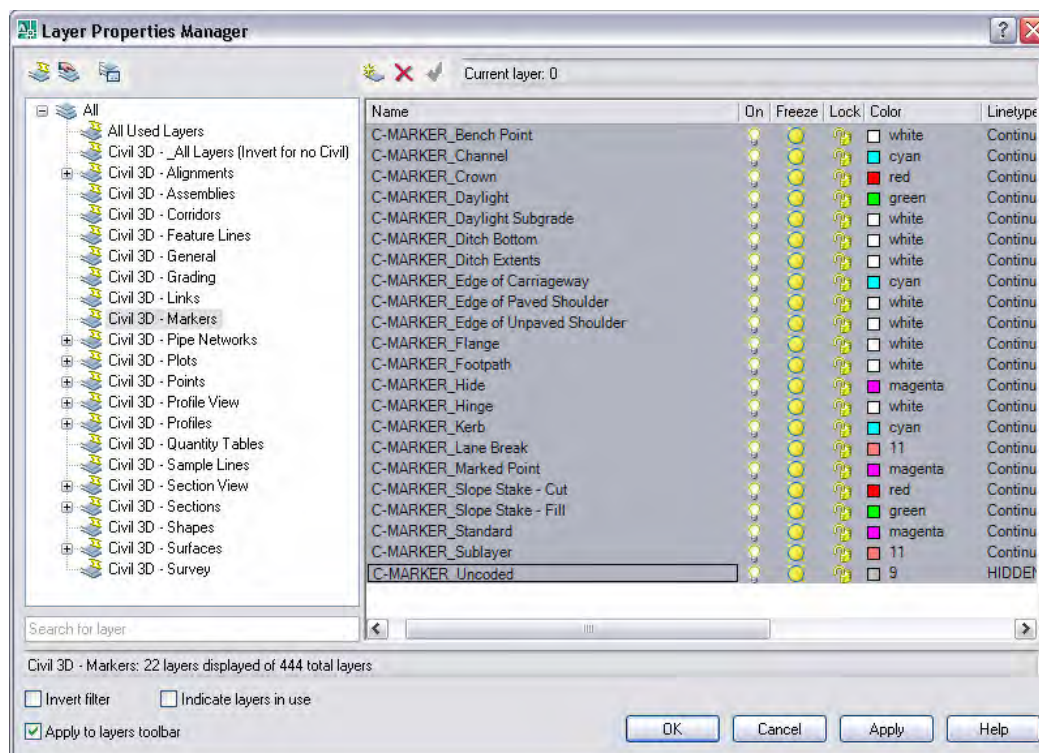 Layer Properties Manager
Current layer: 0
All
All Used Layers
Civil 3D - _All Layers (Invert for no Civil)
Civil 3D - Alignments
Civil 3D - Assemblies
Civil 3D - Corridors
Civil 3D - Feature Lines
Civil 3D - General
Civil 3D - Grading
Civil 3D - Links
Civil 3D - Markers
Civil 3D - Pipe Networks
Civil 3D - Plots
Civil 3D - Points
Civil 3D - Profile View
Civil 3D - Profiles
Civil 3D - Quantity Tables
Civil 3D - Sample Lines
Civil 3D - Section View
Civil 3D - Sections
Civil 3D - Shapes
Civil 3D - Surfaces
Civil 3D - Survey
Search for layer
Name On Freeze Lock Color Linetype
C-MARKER_Bench Point white Continu
C-MARKER_Channel cyan Continu
C-MARKER_Crown red Continu
C-MARKER_Daylight green Continu
C-MARKER_Daylight Subgrade white Continu
C-MARKER_Ditch Bottom white Continu
C-MARKER_Ditch Extents white Continu
C-MARKER_Edge of Carriageway cyan Continu
C-MARKER_Edge of Paved Shoulder white Continu
C-MARKER_Edge of Unpaved Shoulder white Continu
C-MARKER_Flange white Continu
C-MARKER_Footpath white Continu
C-MARKER_Hide magenta Continu
C-MARKER_Hinge white Continu
C-MARKER_Kerb cyan Continu
C-MARKER_Lane Break 11 Continu
C-MARKER_Marked Point magenta Continu
C-MARKER_Slope Stake - Cut red Continu
C-MARKER_Slope Stake - Fill green Continu
C-MARKER_Standard magenta Continu
C-MARKER_Sublayer 11 Continu
C-MARKER_Uncoded 9 HIDDEN
Civil 3D - Markers: 22 layers displayed of 444 total layers
Invert filter Indicate layers in use
Apply to layers toolbar
OK Cancel Apply Help